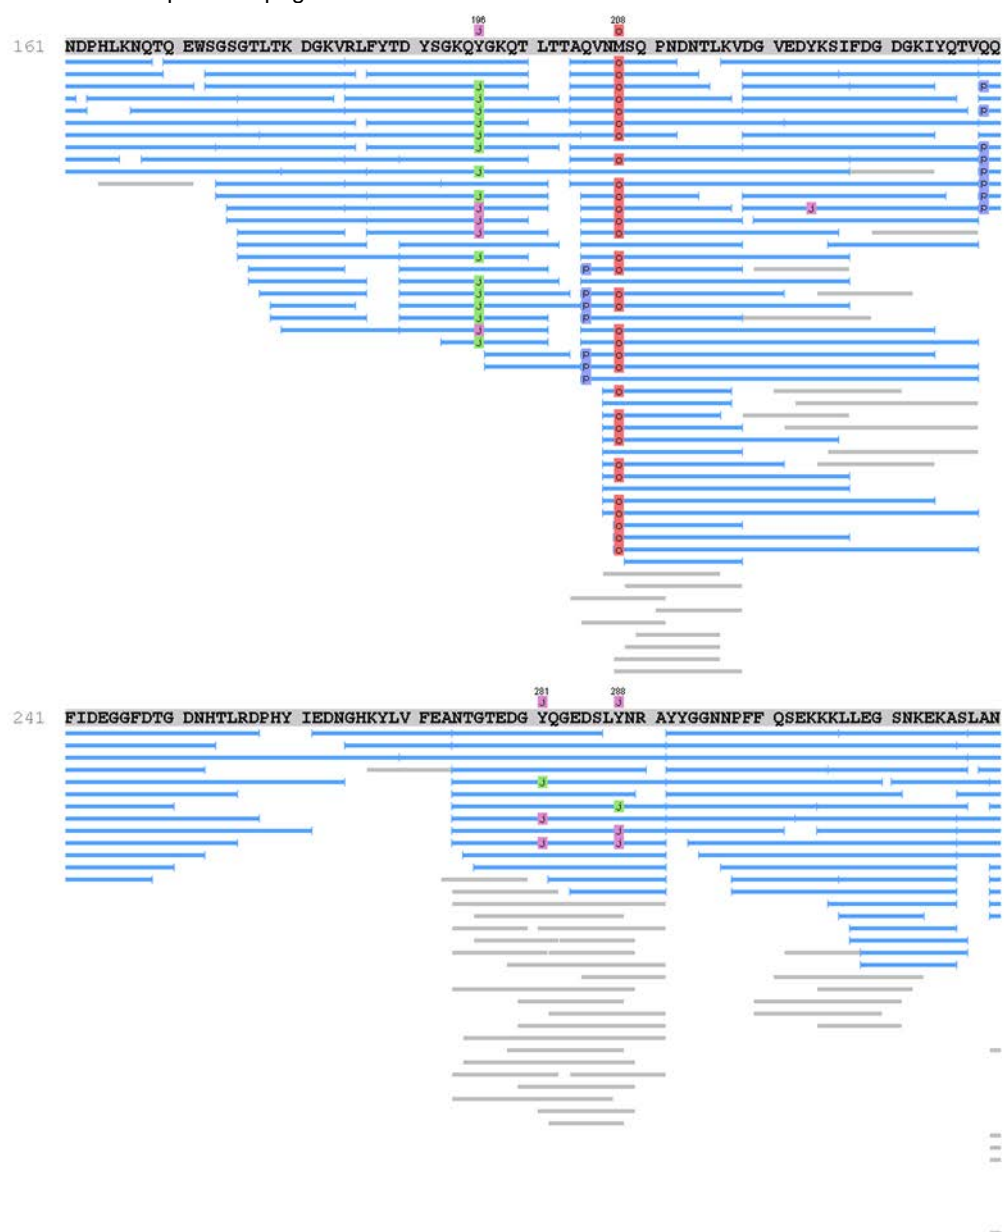 196 208
J o
161 NDPHLKNQTQ EWSGSGTLTK DGKVRLFYTD YSGKQYGKQT LTTAQVNMSQ PNDNTLKVDG VEDYKSIFDG DGKIYQTVQQ
o
o
J o p
J o
J o p
J o
J o
J p
o p
J p
o p
J o p
J o J p
J o
J o
J o
p o
J
J p o
J p o
J p
J o
J o
p o
p o
p
o
o
o
o
o
o
o
o
o
o
281 288
J J
241 FIDEGGFDTG DNHTLRDPHY IEDNGHKYLV FEANTGTEDG YQGEDSLYNR AYYGGNNPFF QSEKKKLLEG SNKEKASLAN
J
J
J
J
J J